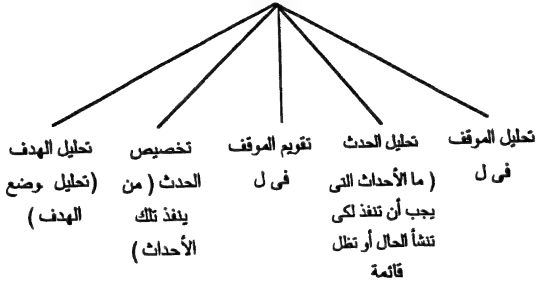 تحليل الموقف
فى ل
تحليل الحدث
( ما الأحداث التى
يجب أن تنفذ لكى
تنشأ الحال أو تظل
قائمة
تقويم الموقف
فى ل
تخصيص
الحدث ( من
ينفذ تلك
الأحداث )
تحليل الهدف
(تحليل وضع
الهدف )